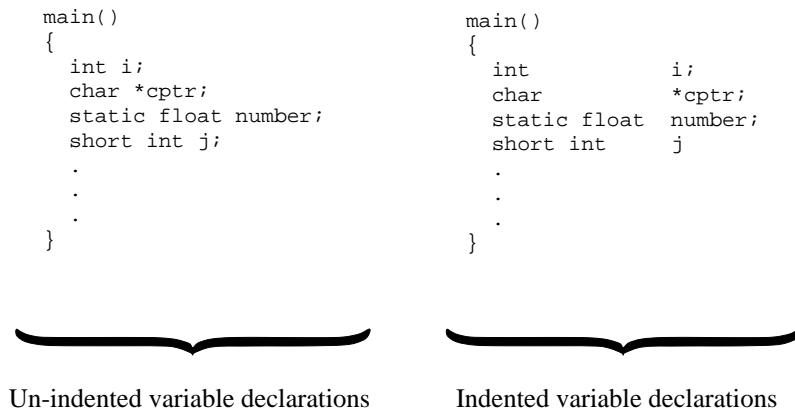 main()
{
int i;
char *cptr;
static float number;
short int j;
.
.
.
}
Un-indented variable declarations
main()
{
int i;
char *cptr;
static float number;
short int j
.
.
.
}
Indented variable declarations